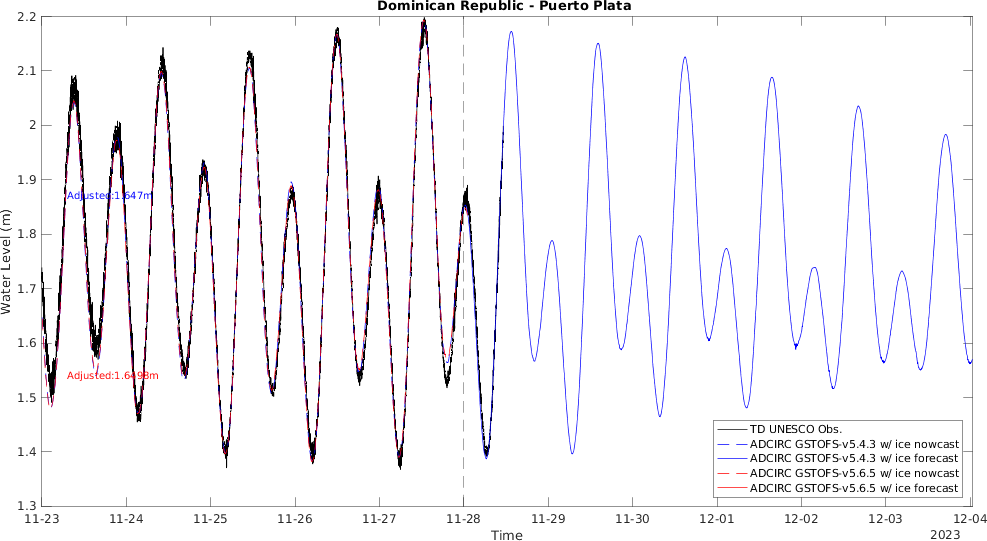 Dominican Republic - Puerto Plata
2.2
2.1
2
1.9
1.8
1.7
1.6
1.5
1.4
1.3
Water Level (m)
Adjusted:1.647m
Adjusted:1.6498m
TD UNESCO Obs.
ADCIRC GSTOFS-v5.4.3 w/ ice nowcast
ADCIRC GSTOFS-v5.4.3 w/ ice forecast
ADCIRC GSTOFS-v5.6.5 w/ ice nowcast
ADCIRC GSTOFS-v5.6.5 w/ ice forecast
11-23 11-24 11-25 11-26 11-27 11-28 11-29 11-30 12-01 12-02 12-03 12-04
Time
2023